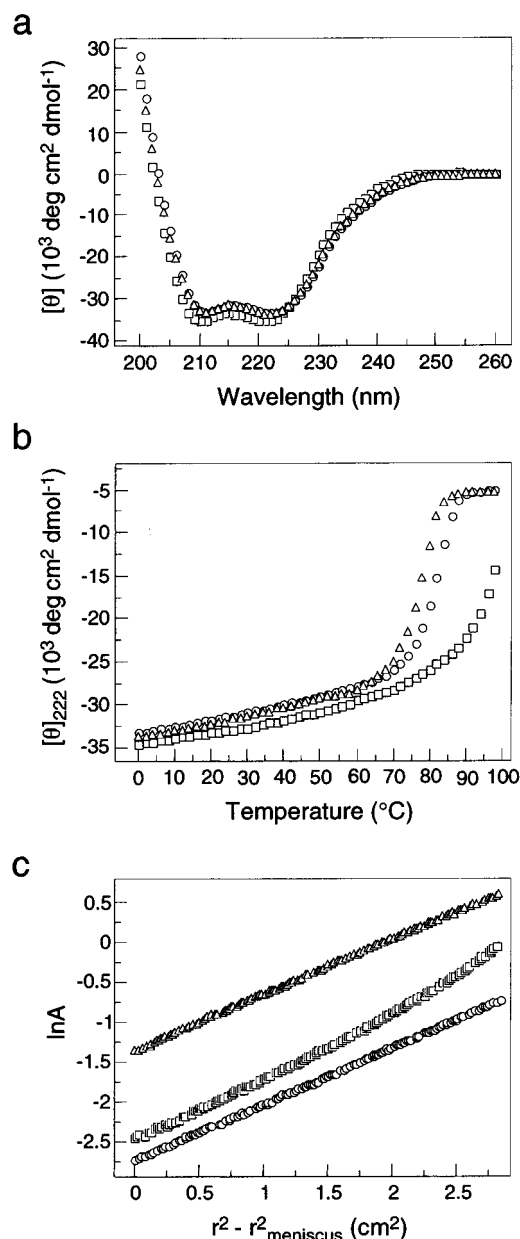 a
30
20
10
0
-10
-20
-30
-40
[θ] (10³ deg cm² dmol⁻¹)
200 210 220 230 240 250 260
Wavelength (nm)
b
-5
-10
-15
-20
-25
-30
-35
[θ]₂₂₂ (10³ deg cm² dmol⁻¹)
0 10 20 30 40 50 60 70 80 90 100
Temperature (°C)
c
0.5
0
-0.5
-1
-1.5
-2
-2.5
lnA
0 0.5 1 1.5 2 2.5
r² - r²meniscus (cm²)